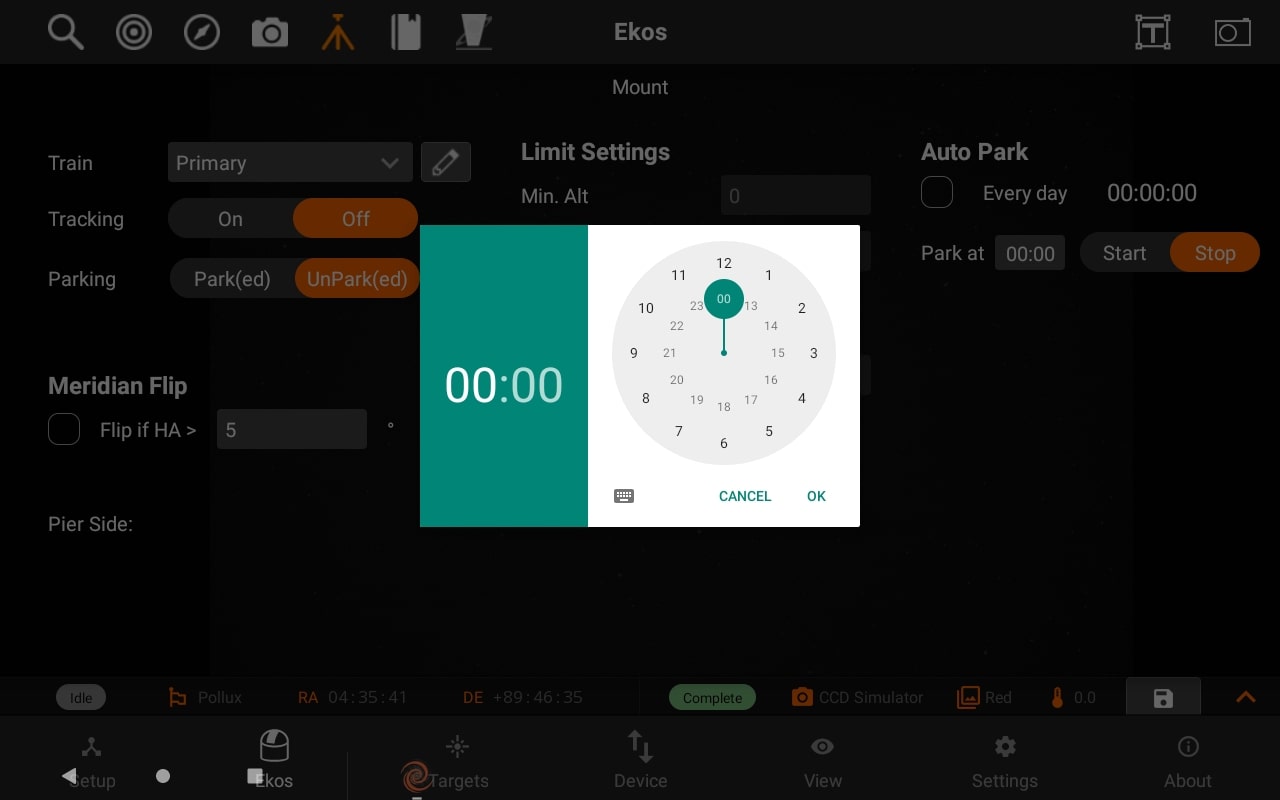 Ekos
T
Mount
Train
Primary
Limit Settings
Auto Park
Min. Alt
0
Every day
00:00:00
Tracking
On
Off
Park at
00:00
Start
Stop
Parking
Park(ed)
UnPark(ed)
00:00
12
11
1
00
23
13
10
2
22
14
9
21
15
3
20
16
8
19
18
17
4
7
5
6
CANCEL
OK
Meridian Flip
Flip if HA >
5
°
Pier Side:
Idle
Pollux
RA 04:35:41
DE +89:46:35
Complete
CCD Simulator
Red
0.0
Setup
Ekos
Targets
Device
View
Settings
About